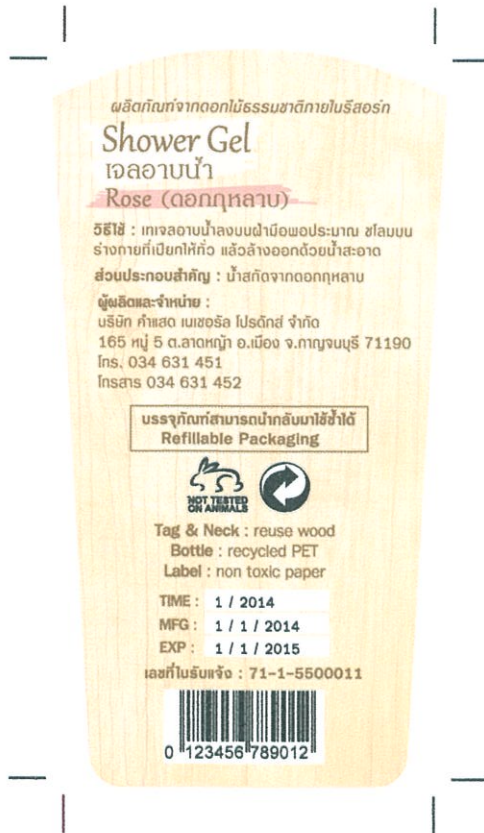 ผลิตภัณฑ์จากดอกไม้ธรรมชาติภายในรีสอร์ท
Shower Gel
เจลอาบน้ำ
Rose (ดอกกุหลาบ)
วิธีใช้ : เทเจลอาบน้ำลงบนฝ่ามือพอประมาณ ชโลมบน
ร่างกายที่เปียกให้ทั่ว แล้วล้างออกด้วยน้ำสะอาด
ส่วนประกอบสำคัญ : น้ำสกัดจากดอกกุหลาบ
ผู้ผลิตและจำหน่าย :
บริษัท คำแสด เนเชอรัล โปรดักส์ จำกัด
165 หมู่ 5 ต.ลาดหญ้า อ.เมือง จ.กาญจนบุรี 71190
โทร. 034 631 451
โทรสาร 034 631 452
บรรจุภัณฑ์สามารถนำกลับมาใช้ซ้ำได้
Refillable Packaging
NOT TESTED
ON ANIMALS
Tag & Neck : reuse wood
Bottle : recycled PET
Label : non toxic paper
TIME : 1 / 2014
MFG : 1 / 1 / 2014
EXP : 1 / 1 / 2015
เลขที่ใบรับแจ้ง : 71-1-5500011
0 123456 789012